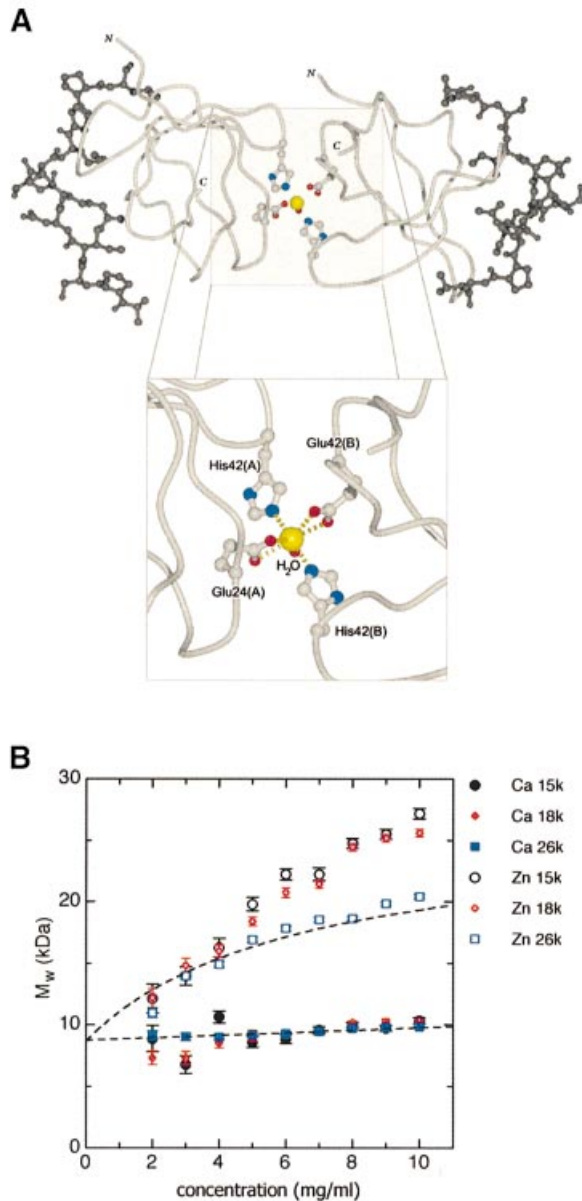 A
N
N
C
C
His42(A)
Glu42(B)
H2O
Glu24(A)
His42(B)
B
30
20
10
0
Mw (kDa)
0 2 4 6 8 10
concentration (mg/ml)
Ca 15k
Ca 18k
Ca 26k
Zn 15k
Zn 18k
Zn 26k